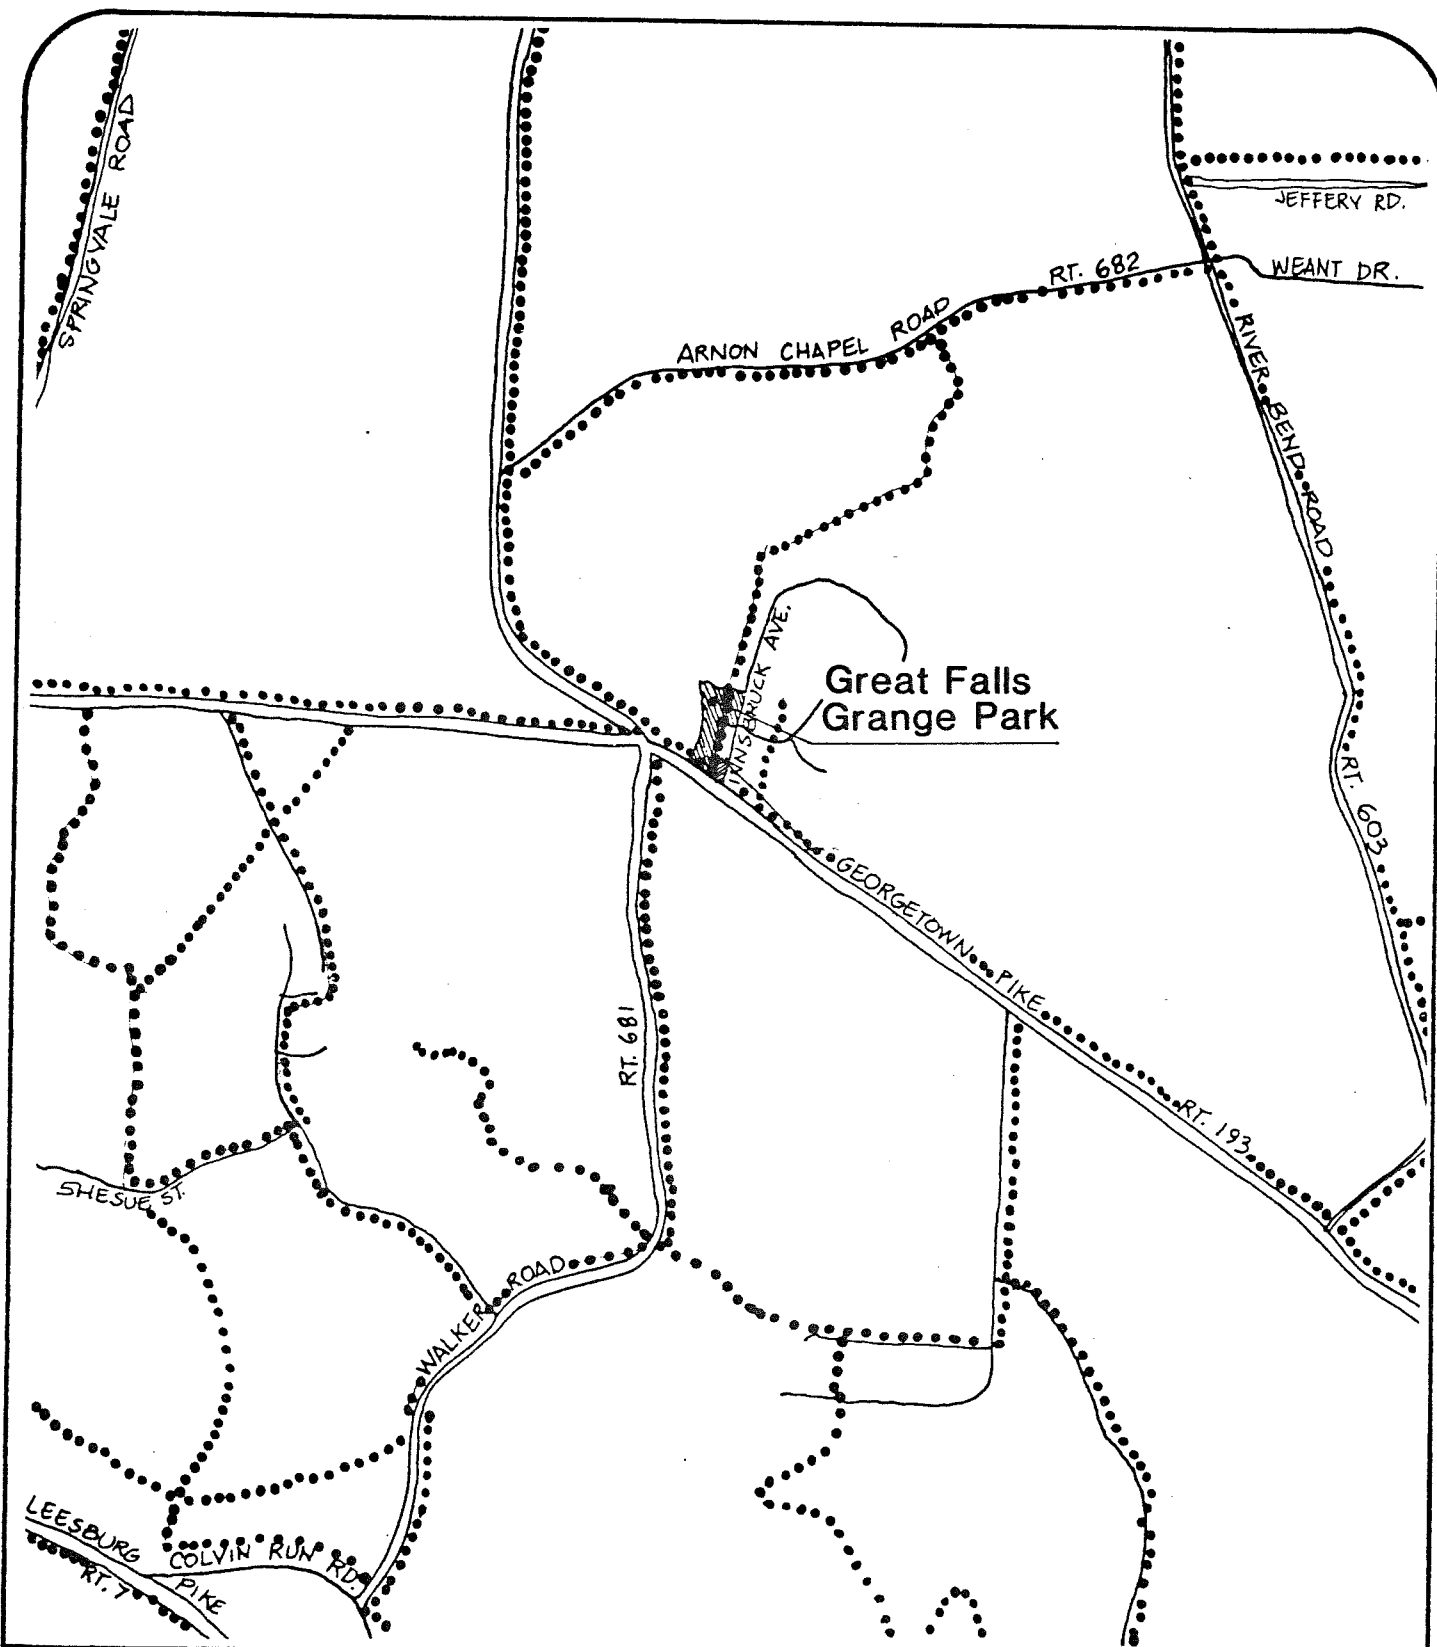 SPRINGVALE ROAD
JEFFERY RD.
WEANT DR.
RT. 682
ARNON CHAPEL ROAD
RIVER BEND ROAD
INNSBRUCK AVE.
Great Falls
Grange Park
RT. 603
GEORGETOWN PIKE
RT. 681
RT. 193
SHESUE ST.
WALKER ROAD
LEESBURG PIKE
COLVIN RUN RD.
RT. 7